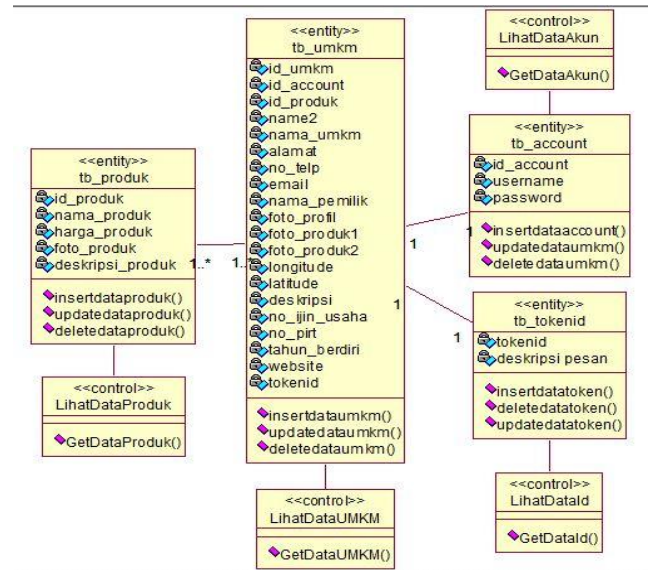 <<control>>
LihatDataAkun
GetDataAkun()
<<entity>>
tb_umkm
id_umkm
id_account
id_produk
name2
nama_umkm
alamat
no_telp
email
nama_pemilik
foto_profil
foto_produk1
foto_produk2
longitude
latitude
deskripsi
no_ijin_usaha
no_pirt
tahun_berdiri
website
tokenid
insertdataumkm()
updatedataumkm()
deletedataumkm()
<<entity>>
tb_produk
id_produk
nama_produk
harga_produk
foto_produk
deskripsi_produk
insertdataproduk()
updatedataproduk()
deletedataproduk()
1..*
1..*
<<entity>>
tb_account
id_account
username
password
insertdataaccount()
updatedataumkm()
deletedataumkm()
1
1
<<entity>>
tb_tokenid
tokenid
deskripsi pesan
insertdatatoken()
deletedatatoken()
updatedatatoken()
1
1
<<control>>
LihatDataProduk
GetDataProduk()
<<control>>
LihatDataUMKM
GetDataUMKM()
<<control>>
LihatDataId
GetDataId()